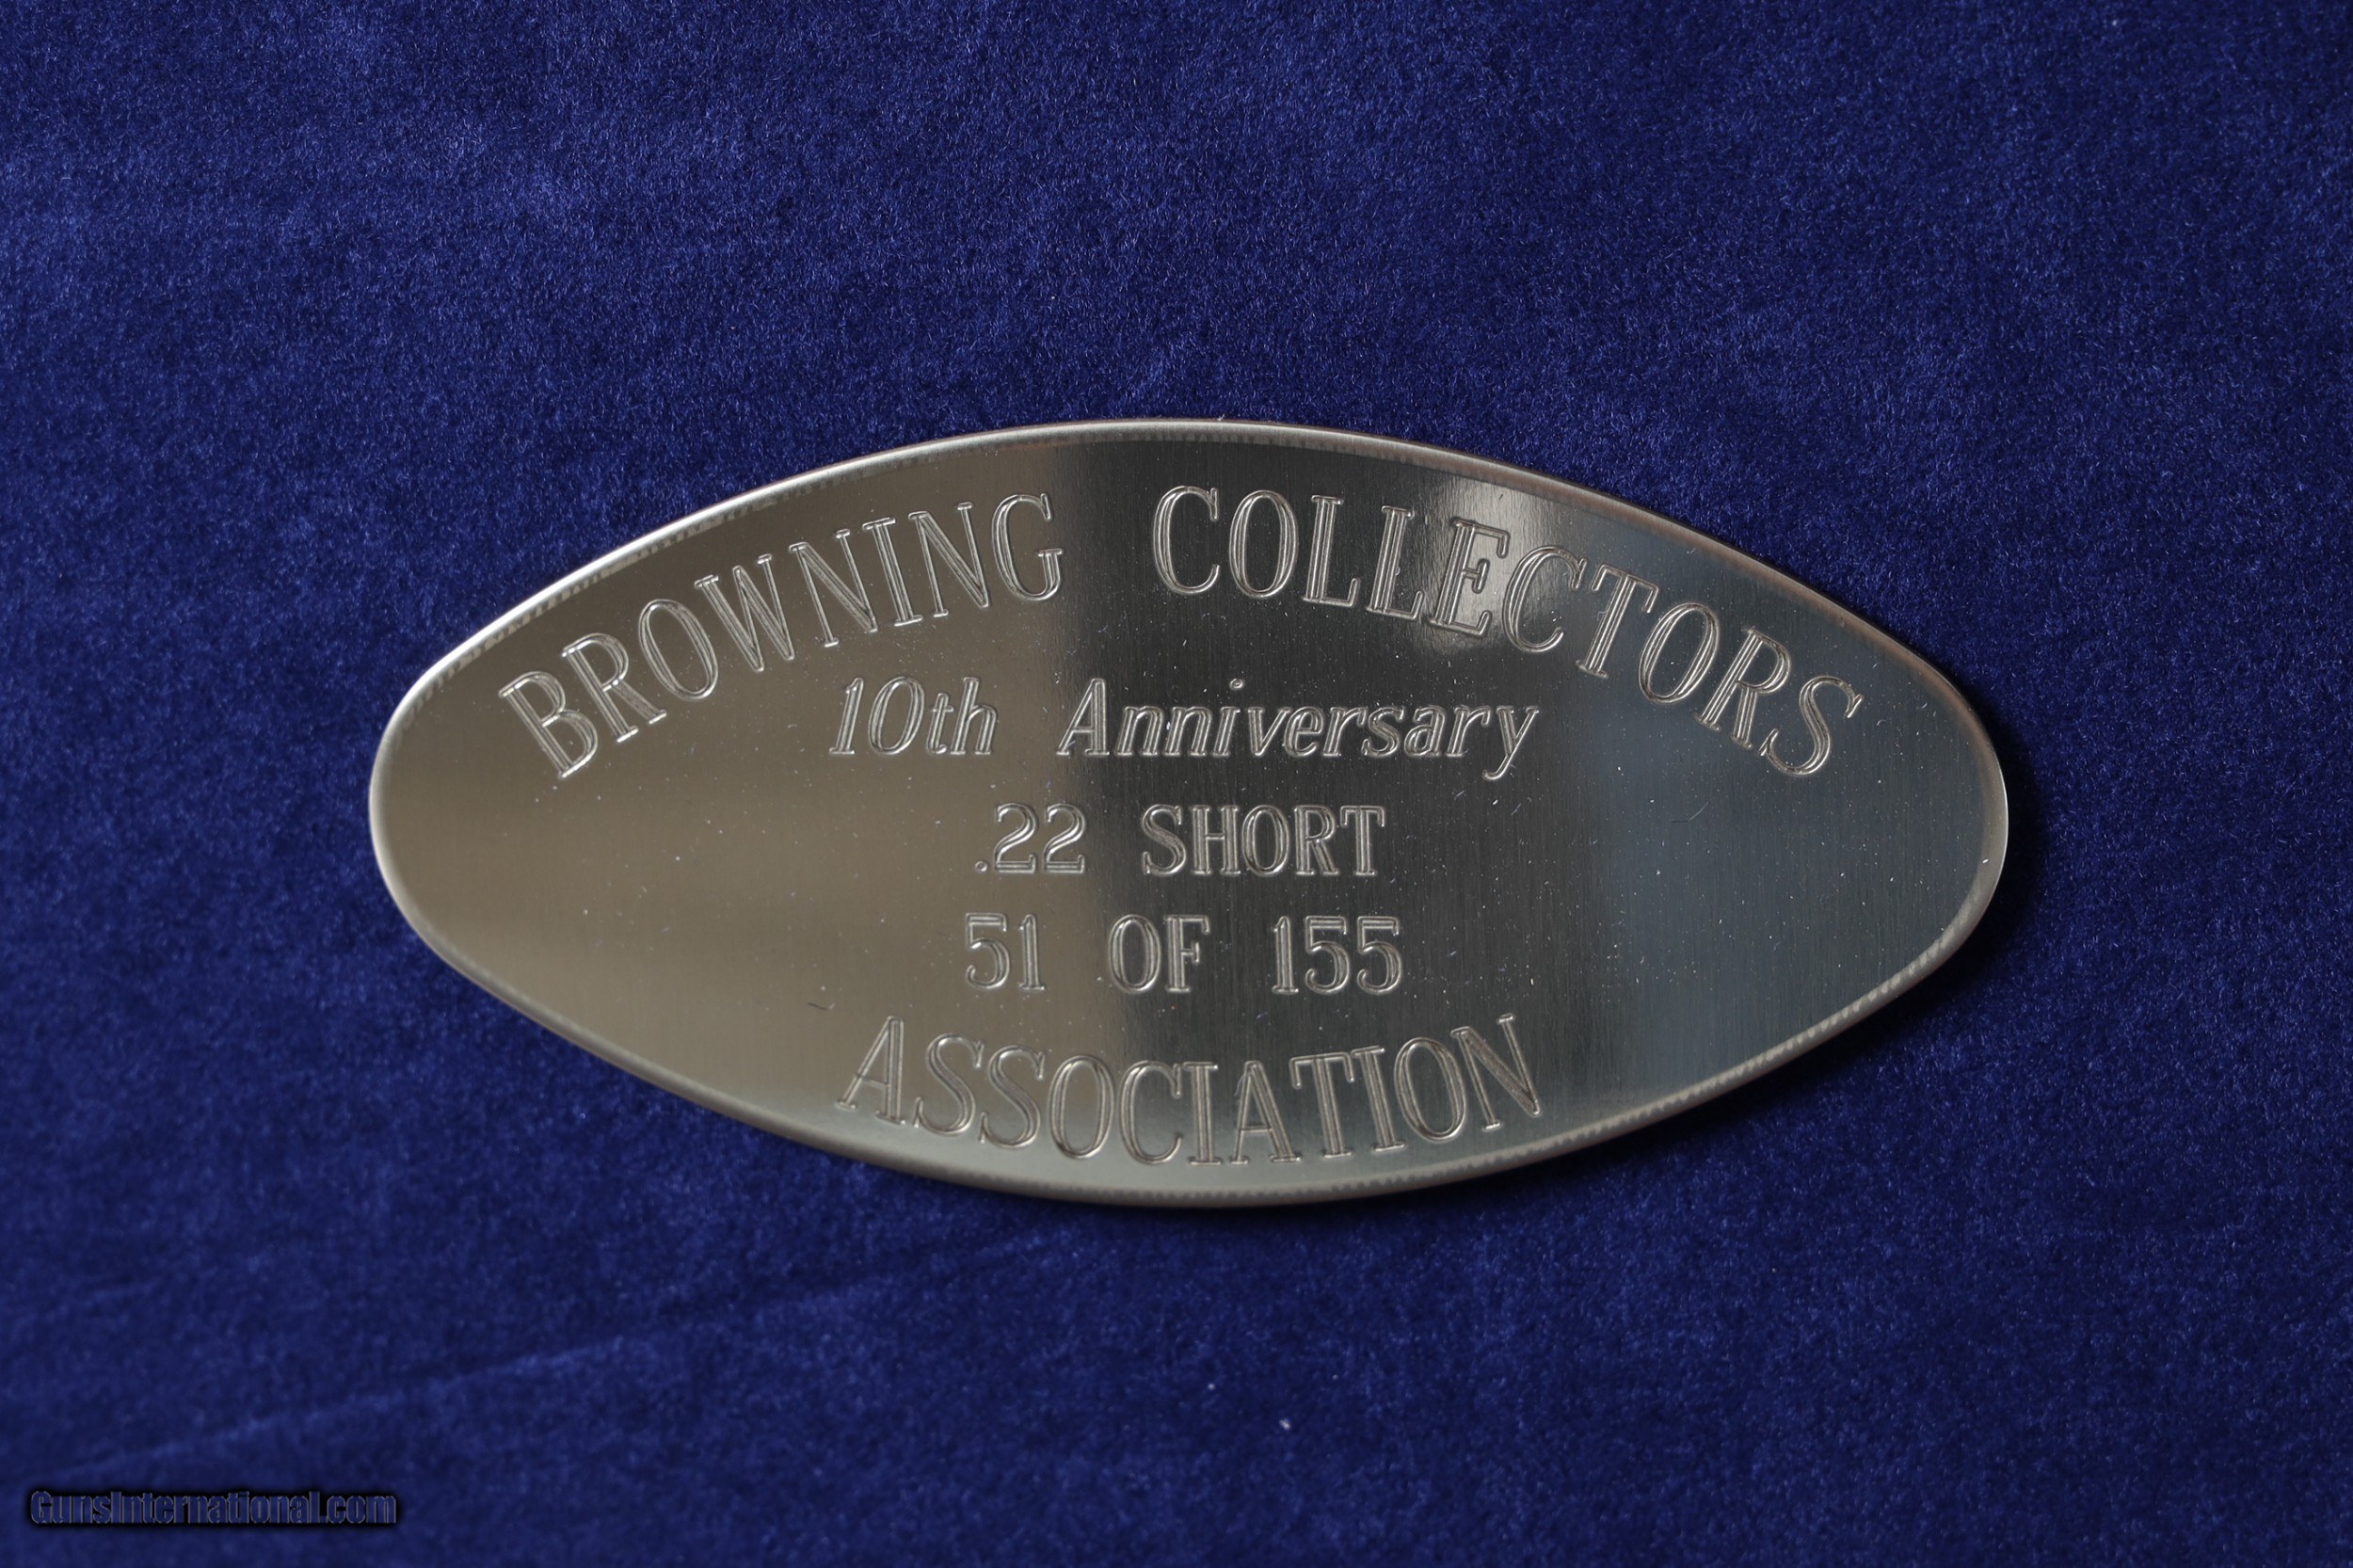 BROWNING COLLECTORS
10th Anniversary
.22 SHORT
51 OF 155
ASSOCIATION
GunsInternational.com